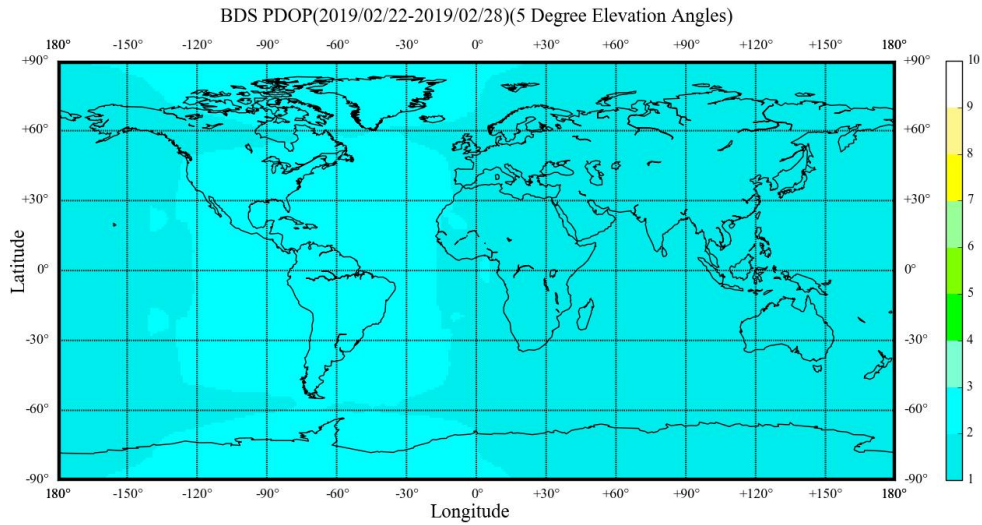 BDS PDOP(2019/02/22-2019/02/28)(5 Degree Elevation Angles)
180° -150° -120° -90° -60° -30° 0° +30° +60° +90° +120° +150° 180°
+90° +90° 10
9
+60° +60°
8
+30° +30° 7
6
Latitude 0° 0°
5
-30° -30° 4
3
-60° -60°
2
-90° -90° 1
180° -150° -120° -90° -60° -30° 0° +30° +60° +90° +120° +150° 180°
Longitude